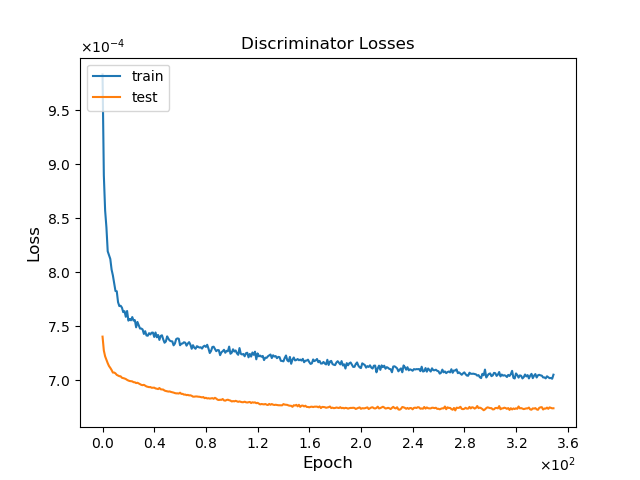 Discriminator Losses
×10⁻⁴
train
test
9.5
9.0
8.5
8.0
7.5
7.0
Loss
0.0 0.4 0.8 1.2 1.6 2.0 2.4 2.8 3.2 3.6
Epoch
×10²